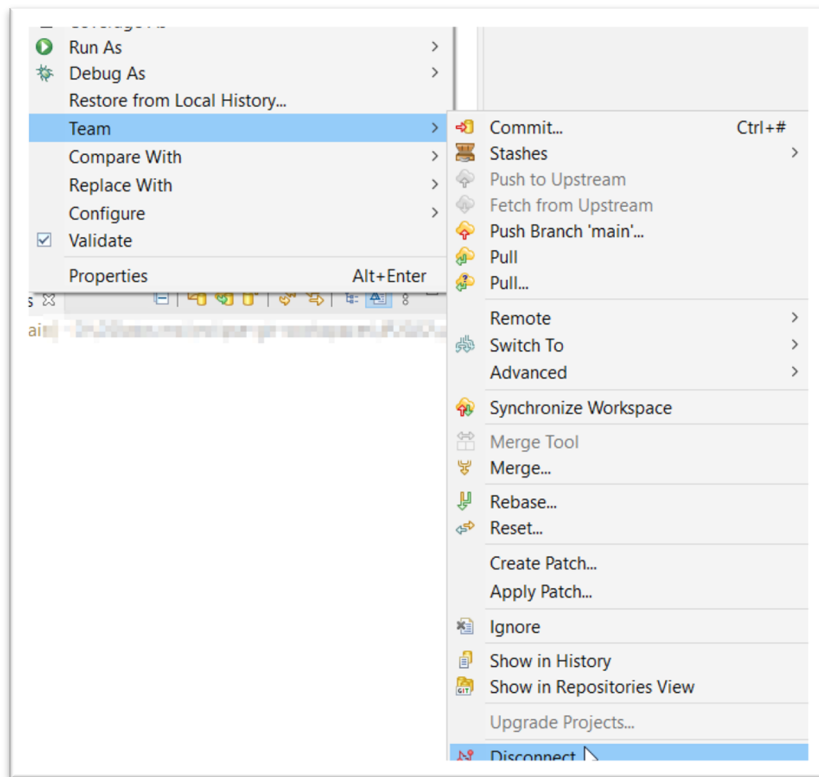 Run As
Debug As
Restore from Local History...
Team
Compare With
Replace With
Configure
Validate
Properties Alt+Enter
Commit... Ctrl+#
Stashes
Push to Upstream
Fetch from Upstream
Push Branch 'main'...
Pull
Pull...
Remote
Switch To
Advanced
Synchronize Workspace
Merge Tool
Merge...
Rebase...
Reset...
Create Patch...
Apply Patch...
Ignore
Show in History
GIT Show in Repositories View
Upgrade Projects...
Disconnect